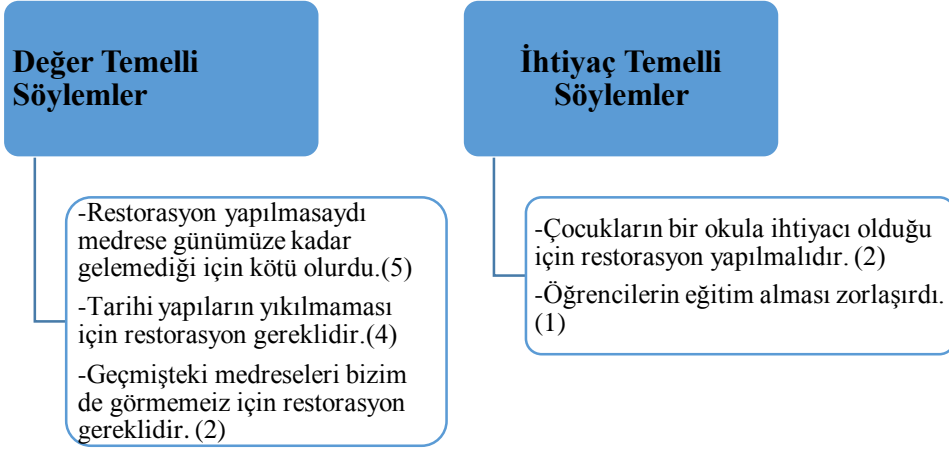 Değer Temelli
Söylemler
-Restorasyon yapılmasaydı
medrese günümüze kadar
gelemediği için kötü olurdu.(5)
-Tarihi yapıların yıkılmaması
için restorasyon gereklidir.(4)
-Geçmişteki medreseleri bizim
de görmemeiz için restorasyon
gereklidir. (2)
İhtiyaç Temelli
Söylemler
-Çocukların bir okula ihtiyacı olduğu
için restorasyon yapılmalıdır. (2)
-Öğrencilerin eğitim alması zorlaşırdı.
(1)